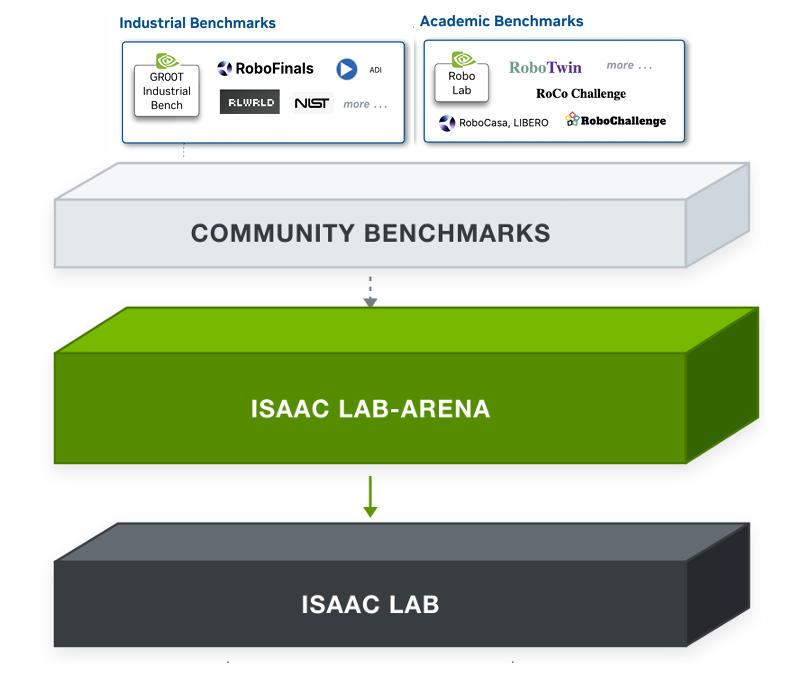 Industrial Benchmarks
GR00T
Industrial
Bench
RoboFinals
ADI
RLWRLD
NIST
more ...
Academic Benchmarks
Robo
Lab
RoboTwin
more ...
RoCo Challenge
RoboCasa, LIBERO
RoboChallenge
COMMUNITY BENCHMARKS
ISAAC LAB-ARENA
ISAAC LAB